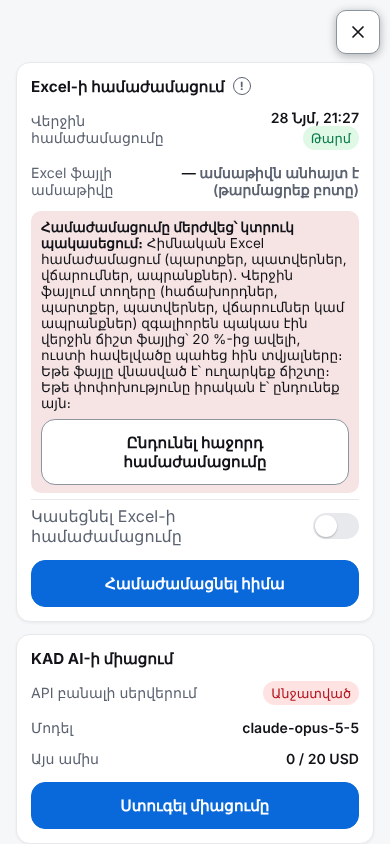 Excel-ի համաժամացում
Վերջին
համաժամացումը
28 Նյմ, 21:27
Թարմ
Excel ֆայլի
ամսաթիվը
— ամսաթիվն անհայտ է
(թարմացրեք բոտը)
Համաժամացումը մերժվեց՝ կտրուկ
պակասեցում։ Հիմնական Excel
համաժամացում (պարտքեր, պատվերներ,
վճարումներ, ապրանքներ). Վերջին
ֆայլում տողերը (հաճախորդներ,
պարտքեր, պատվերներ, վճարումներ կամ
ապրանքներ) զգալիորեն պակաս էին
վերջին ճիշտ ֆայլից՝ 20 %-ից ավելի,
ուստի հավելվածը պահեց հին տվյալները։
Եթե ֆայլը վնասված է՝ ուղարկեք ճիշտը։
Եթե փոփոխությունը իրական է՝ ընդունեք
այն։
Ընդունել հաջորդ
համաժամացումը
Կասեցնել Excel-ի
համաժամացումը
Համաժամացնել հիմա
KAD AI-ի միացում
API բանալի սերվերում
Անջատված
Մոդել
claude-opus-5-5
Այս ամիս
0 / 20 USD
Ստուգել միացումը